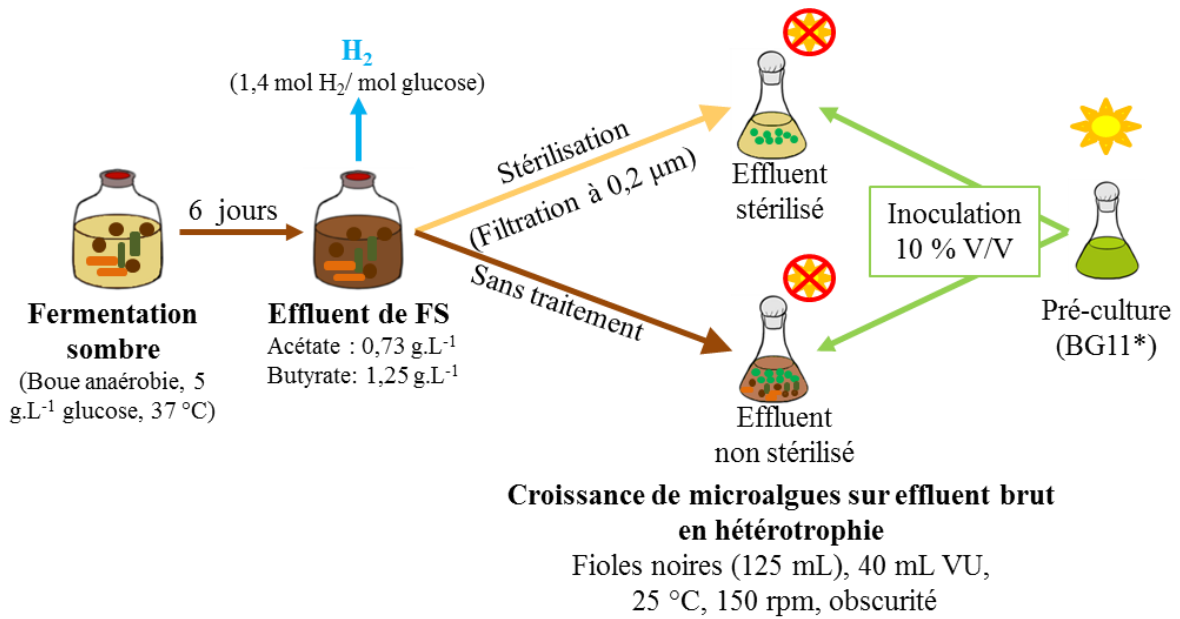 H₂
(1,4 mol H₂/ mol glucose)
6 jours
Fermentation
sombre
(Boue anaérobie, 5
g.L⁻¹ glucose, 37 °C)
Effluent de FS
Acétate : 0,73 g.L⁻¹
Butyrate: 1,25 g.L⁻¹
Stérilisation
(Filtration à 0,2 µm)
Sans traitement
Effluent
stérilisé
Effluent
non stérilisé
Inoculation
10 % V/V
Pré-culture
(BG11*)
Croissance de microalgues sur effluent brut
en hétérotrophie
Fioles noires (125 mL), 40 mL VU,
25 °C, 150 rpm, obscurité